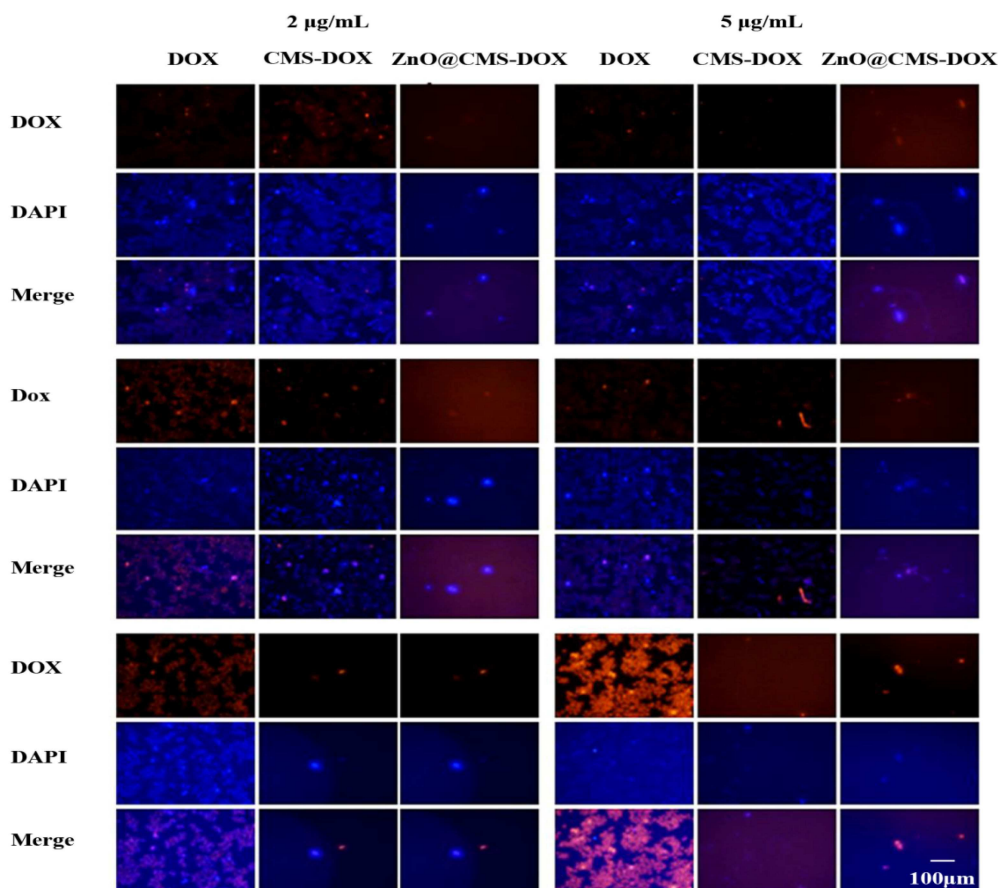 2 µg/mL 5 µg/mL
DOX CMS-DOX ZnO@CMS-DOX DOX CMS-DOX ZnO@CMS-DOX
DOX
DAPI
Merge
Dox
DAPI
Merge
DOX
DAPI
Merge
100µm